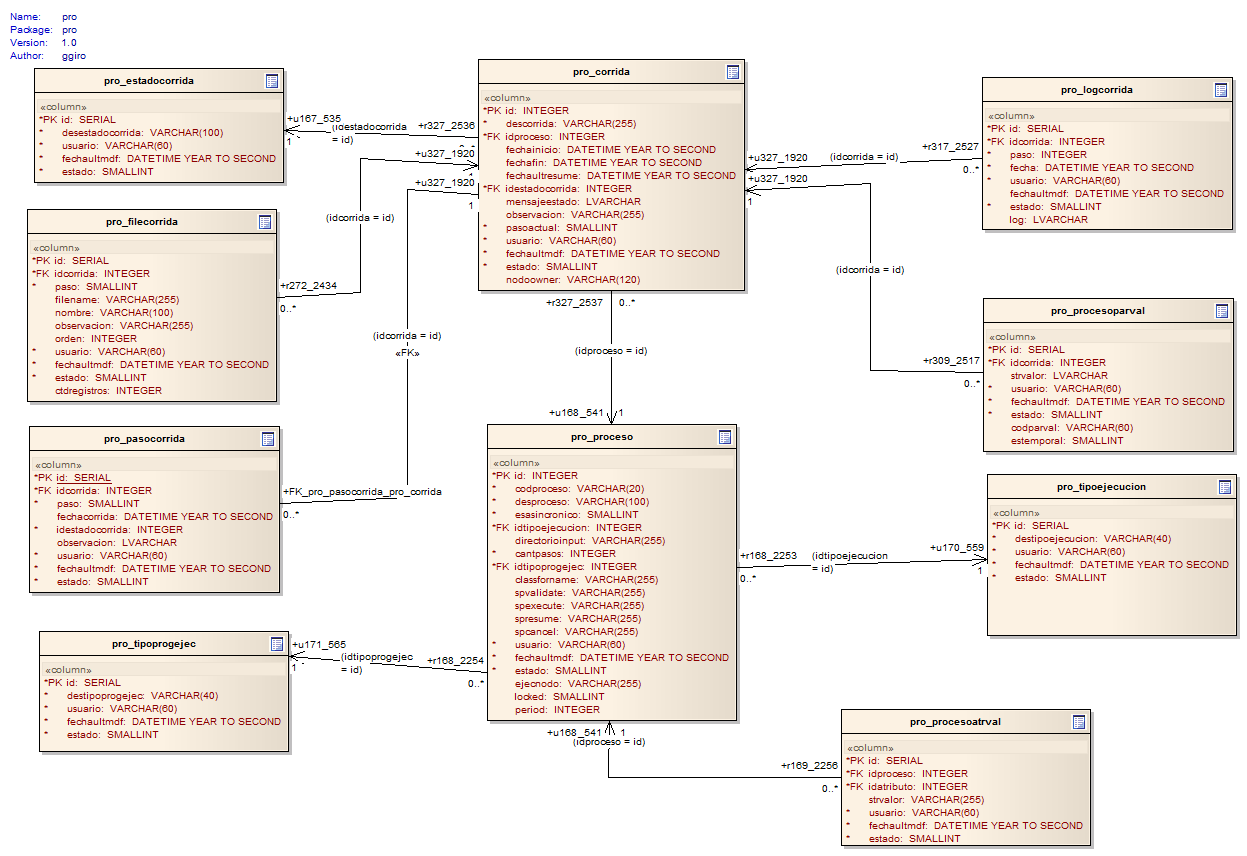 Name: pro
Package: pro
Version: 1.0
Author: ggiro
pro_estadocorrida
«column»
*PK id: SERIAL
* desestadocorrida: VARCHAR(100)
* usuario: VARCHAR(60)
* fechaultmdf: DATETIME YEAR TO SECOND
* estado: SMALLINT
pro_corrida
«column»
*PK id: INTEGER
* descorrida: VARCHAR(255)
*FK idproceso: INTEGER
fechainicio: DATETIME YEAR TO SECOND
fechafin: DATETIME YEAR TO SECOND
fechaultresume: DATETIME YEAR TO SECOND
*FK idestadocorrida: INTEGER
mensajeestado: LVARCHAR
observacion: VARCHAR(255)
* pasoactual: SMALLINT
* usuario: VARCHAR(60)
* fechaultmdf: DATETIME YEAR TO SECOND
* estado: SMALLINT
nodoowner: VARCHAR(120)
pro_logcorrida
«column»
*PK id: SERIAL
*FK idcorrida: INTEGER
* paso: INTEGER
* fecha: DATETIME YEAR TO SECOND
* usuario: VARCHAR(60)
* fechaultmdf: DATETIME YEAR TO SECOND
* estado: SMALLINT
log: LVARCHAR
+u167_535
(idestadocorrida
= id)
+r327_2536
0..*
1
+u327_1920
1
+u327_1920
1
(idcorrida = id)
+r272_2434
0..*
(idcorrida = id)
«FK»
+FK_pro_pasocorrida_pro_corrida
0..*
+u327_1920
(idcorrida = id)
+r317_2527
0..*
+u327_1920
1
(idcorrida = id)
+r309_2517
0..*
pro_filecorrida
«column»
*PK id: SERIAL
*FK idcorrida: INTEGER
* paso: SMALLINT
filename: VARCHAR(255)
nombre: VARCHAR(100)
observacion: VARCHAR(255)
orden: INTEGER
* usuario: VARCHAR(60)
* fechaultmdf: DATETIME YEAR TO SECOND
* estado: SMALLINT
ctdregistros: INTEGER
+r327_2537 0..*
(idproceso = id)
+u168_541 1
pro_procesoparval
«column»
*PK id: SERIAL
*FK idcorrida: INTEGER
strvalor: LVARCHAR
* usuario: VARCHAR(60)
* fechaultmdf: DATETIME YEAR TO SECOND
* estado: SMALLINT
codparval: VARCHAR(60)
estemporal: SMALLINT
pro_pasocorrida
«column»
*PK id: SERIAL
*FK idcorrida: INTEGER
* paso: SMALLINT
fechacorrida: DATETIME YEAR TO SECOND
* idestadocorrida: INTEGER
observacion: LVARCHAR
* usuario: VARCHAR(60)
* fechaultmdf: DATETIME YEAR TO SECOND
* estado: SMALLINT
pro_proceso
«column»
*PK id: INTEGER
* codproceso: VARCHAR(20)
* desproceso: VARCHAR(100)
* esasincronico: SMALLINT
*FK idtipoejecucion: INTEGER
directorioinput: VARCHAR(255)
* cantpasos: INTEGER
*FK idtipoprogejec: INTEGER
classforname: VARCHAR(255)
spvalidate: VARCHAR(255)
spexecute: VARCHAR(255)
spresume: VARCHAR(255)
spcancel: VARCHAR(255)
* usuario: VARCHAR(60)
* fechaultmdf: DATETIME YEAR TO SECOND
* estado: SMALLINT
ejecnodo: VARCHAR(255)
locked: SMALLINT
period: INTEGER
+r168_2253
0..*
(idtipoejecucion
= id)
+u170_559
1
pro_tipoejecucion
«column»
*PK id: SERIAL
* destipoejecucion: VARCHAR(40)
* usuario: VARCHAR(60)
* fechaultmdf: DATETIME YEAR TO SECOND
* estado: SMALLINT
pro_tipoprogejec
«column»
*PK id: SERIAL
* destipoprogejec: VARCHAR(40)
* usuario: VARCHAR(60)
* fechaultmdf: DATETIME YEAR TO SECOND
* estado: SMALLINT
+u171_565
1
(idtipoprogejec
= id)
+r168_2254
0..*
+u168_541 1
(idproceso = id)
+r169_2256
0..*
pro_procesoatrval
«column»
*PK id: SERIAL
*FK idproceso: INTEGER
*FK idatributo: INTEGER
strvalor: VARCHAR(255)
* usuario: VARCHAR(60)
* fechaultmdf: DATETIME YEAR TO SECOND
* estado: SMALLINT